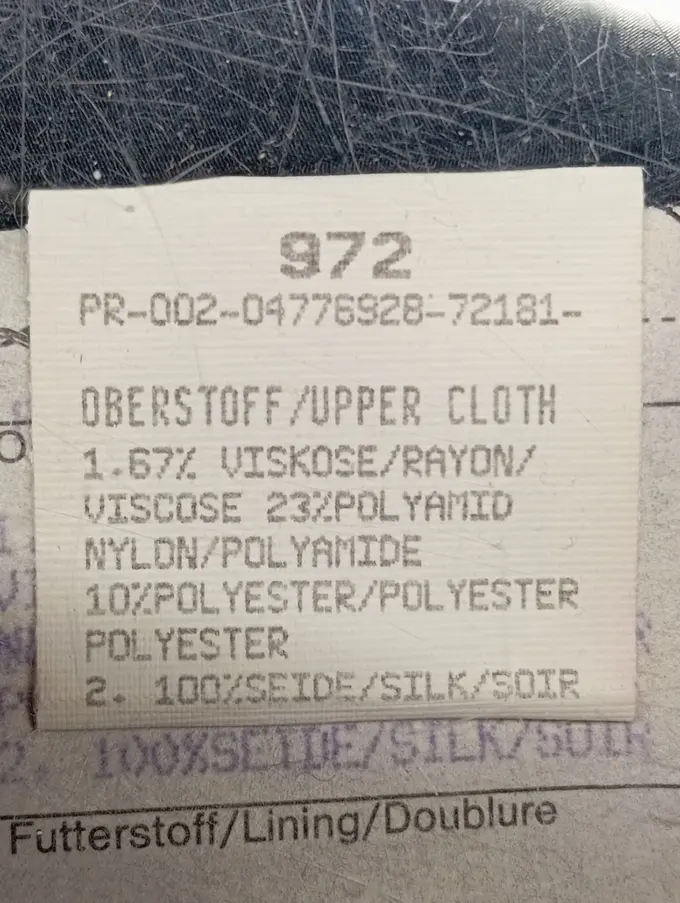 972
PR-002-04776928-72181-
OBERSTOFF/UPPER CLOTH
1.67% VISKOSE/RAYON/
VISCOSE 23%POLYAMID
NYLON/POLYAMIDE
10%POLYESTER/POLYESTER
POLYESTER
2. 100%SEIDE/SILK/SOIR
2. 100%SEIDE/SILK/SOIR
Futterstoff/Lining/Doublure